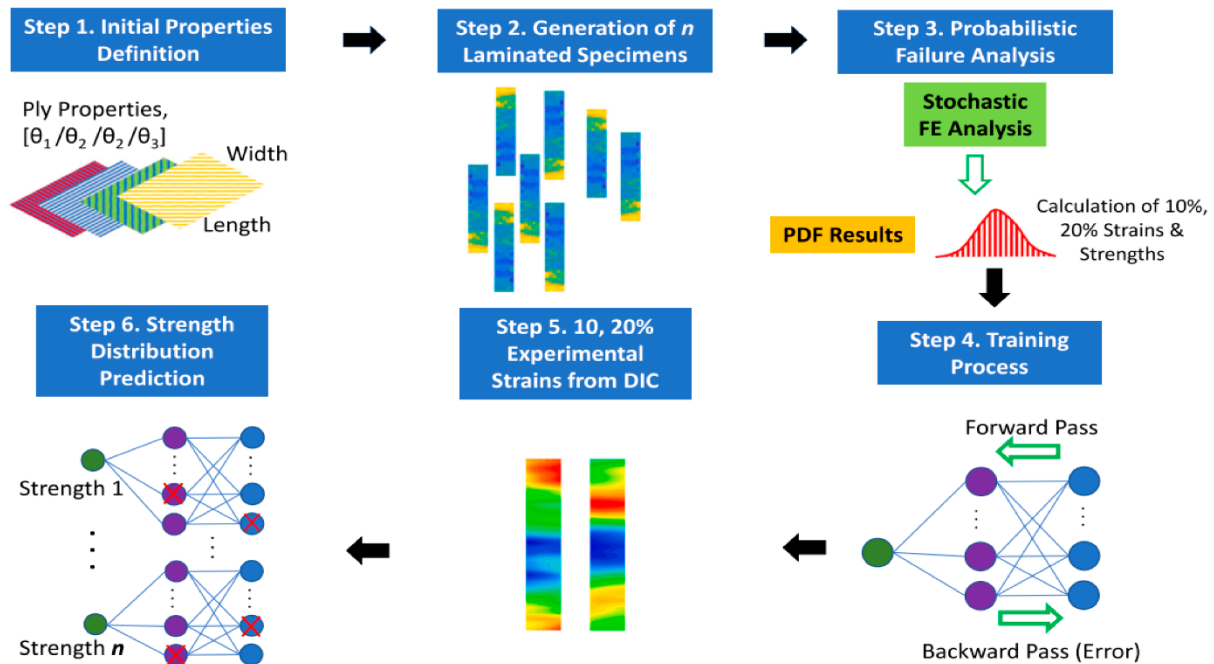 Step 1. Initial Properties
Definition
Step 2. Generation of n
Laminated Specimens
Step 3. Probabilistic
Failure Analysis
Ply Properties,
[θ₁/θ₂/θ₂/θ₃]
Width
Length
Stochastic
FE Analysis
PDF Results
Calculation of 10%,
20% Strains &
Strengths
Step 4. Training
Process
Forward Pass
Backward Pass (Error)
Step 5. 10, 20%
Experimental
Strains from DIC
Step 6. Strength
Distribution
Prediction
Strength 1
Strength n